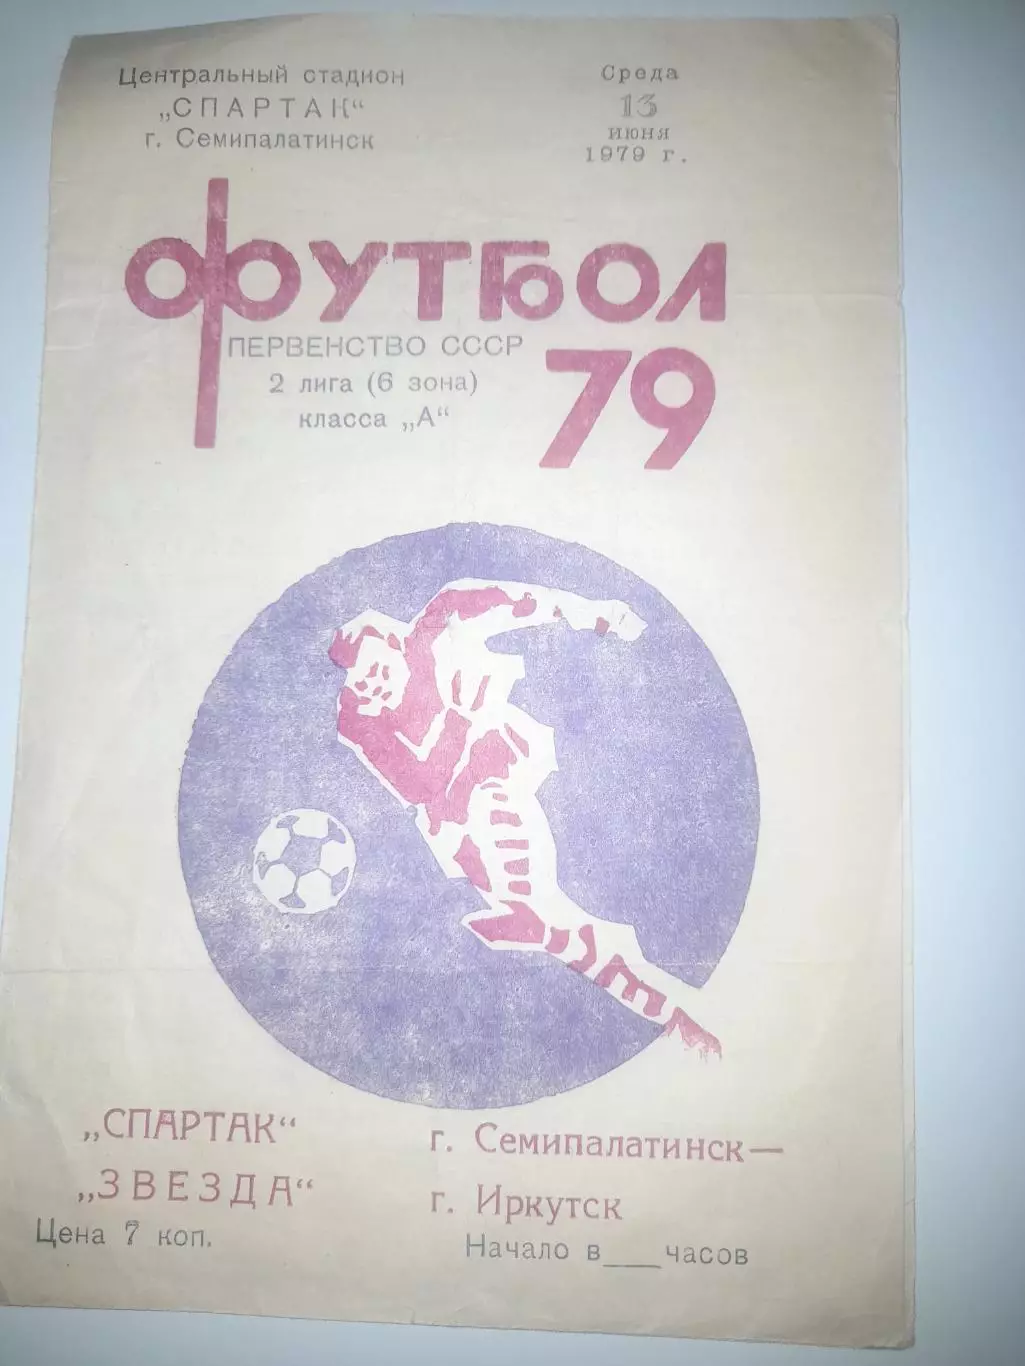 Центральный стадион
„СПАРТАК“
г. Семипалатинск
Среда
13
июня
1979 г.
ФУТБОЛ
79
ПЕРВЕНСТВО СССР
2 лига (6 зона)
класса „А“
„СПАРТАК“ г. Семипалатинск—
„ЗВЕЗДА“ г. Иркутск
Цена 7 коп. Начало в___часов